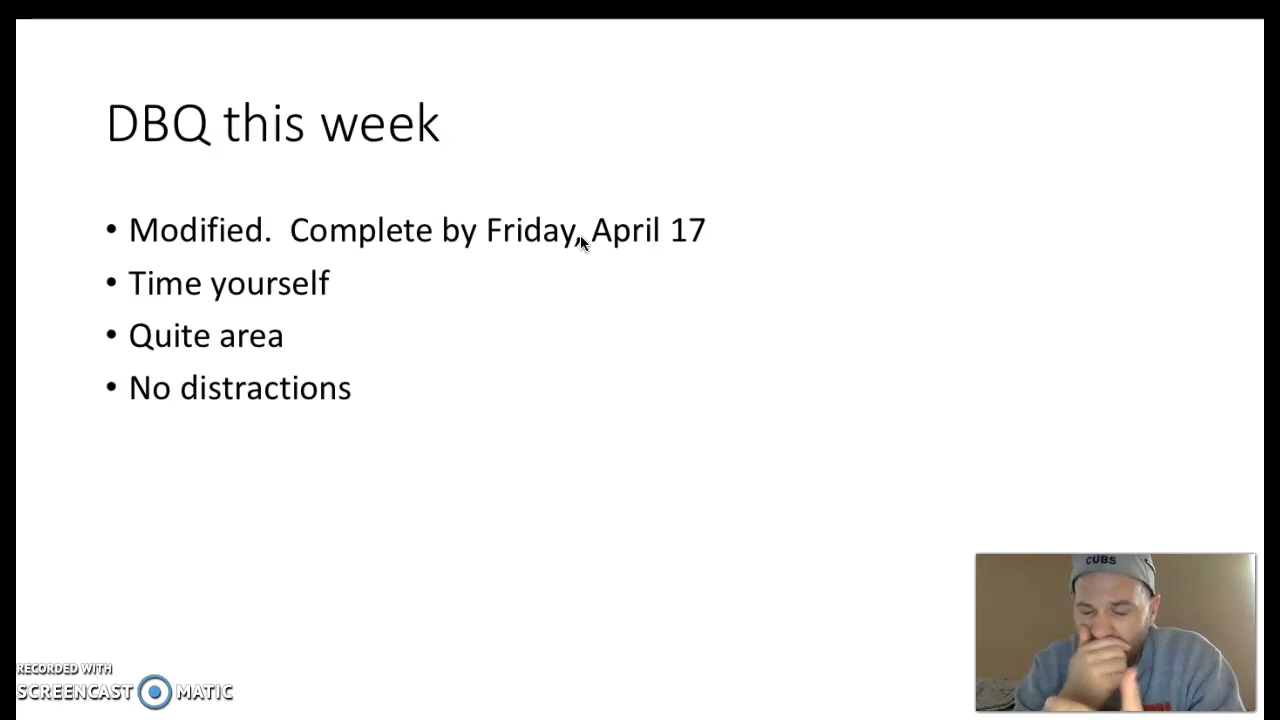 DBQ this week
• Modified.  Complete by Friday, April 17
• Time yourself
• Quite area
• No distractions
CUBS
RECORDED WITH
SCREENCAST MATIC